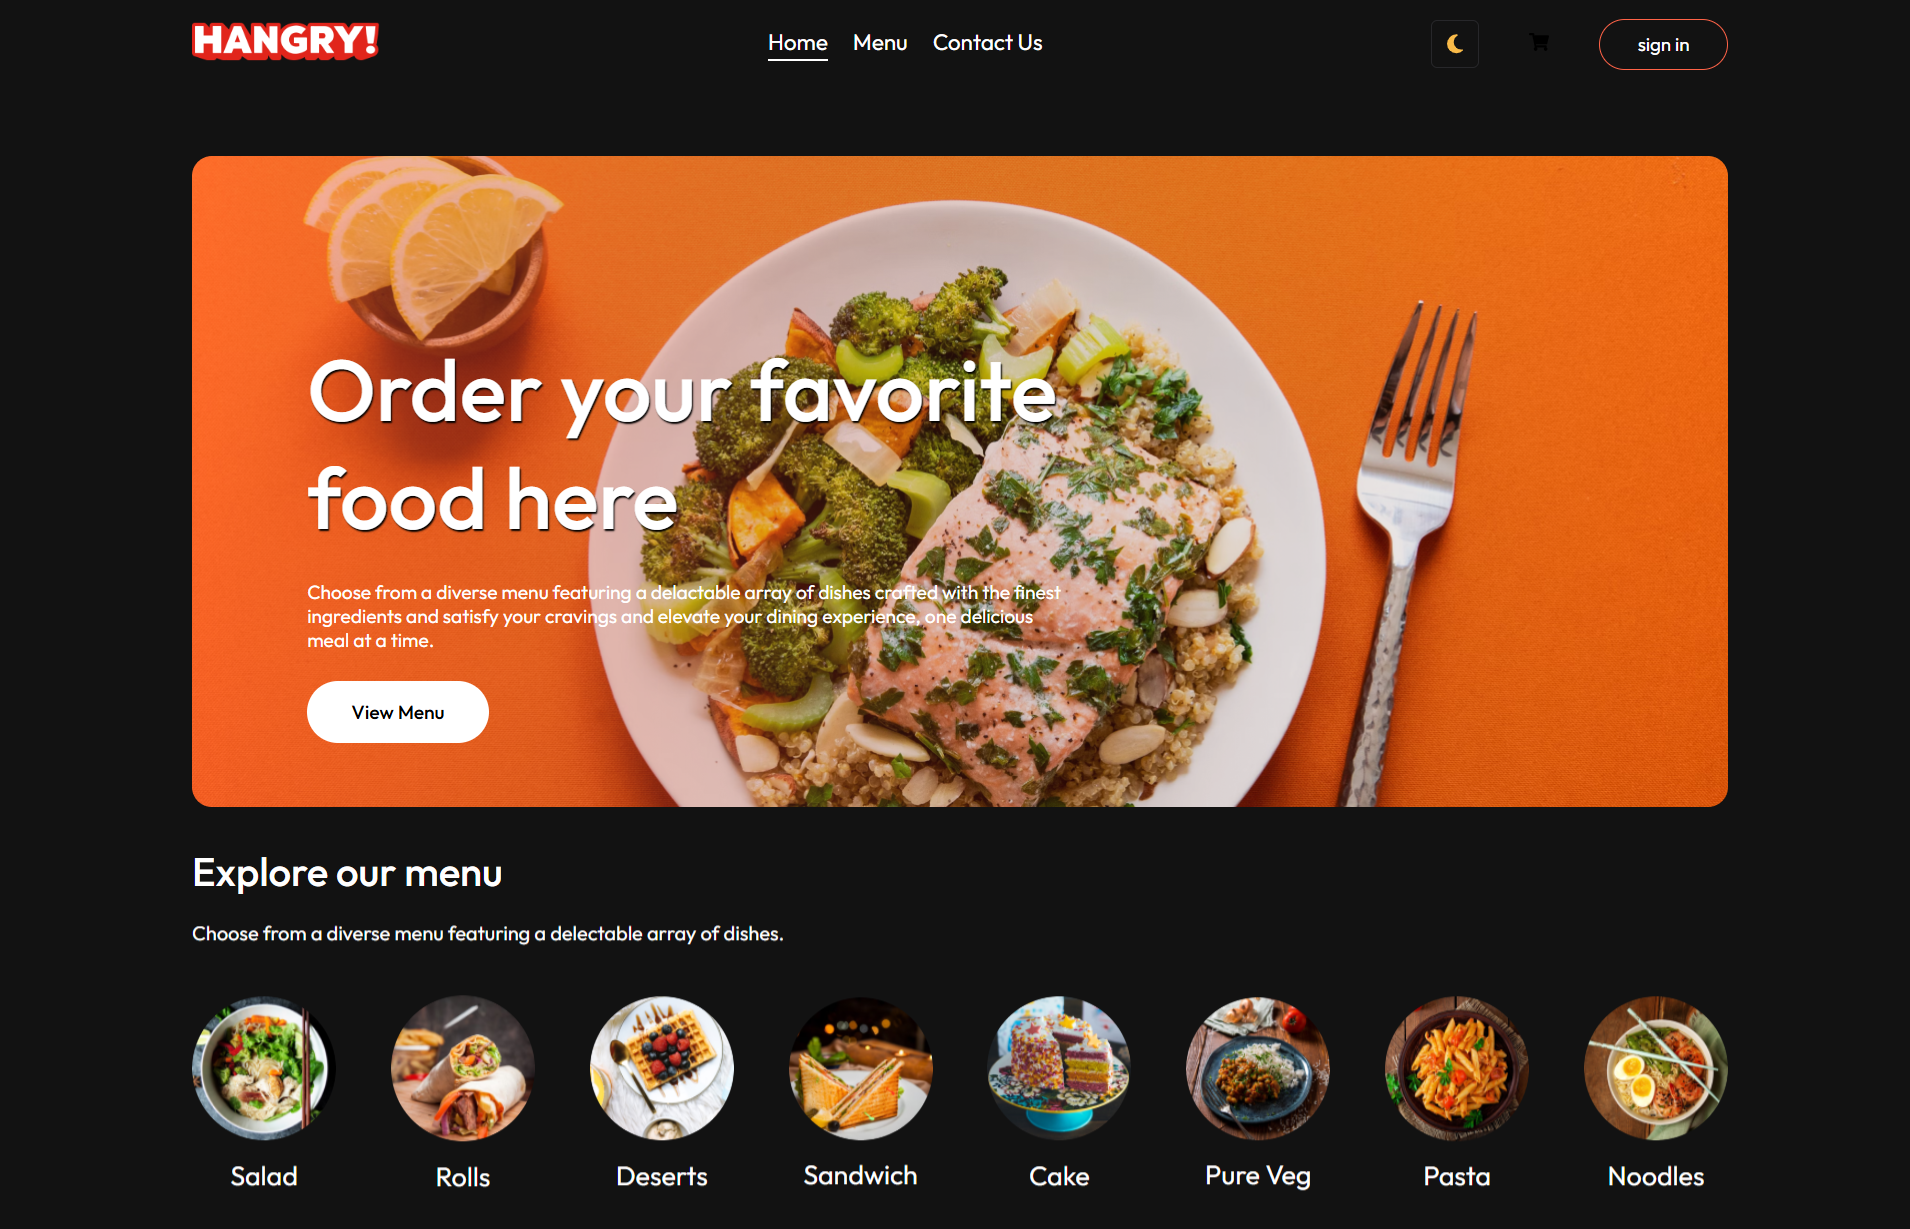 HANGRY!
Home
Menu
Contact Us
sign in
Order your favorite
food here
Choose from a diverse menu featuring a delactable array of dishes crafted with the finest
ingredients and satisfy your cravings and elevate your dining experience, one delicious
meal at a time.
View Menu
Explore our menu
Choose from a diverse menu featuring a delectable array of dishes.
Salad
Rolls
Deserts
Sandwich
Cake
Pure Veg
Pasta
Noodles